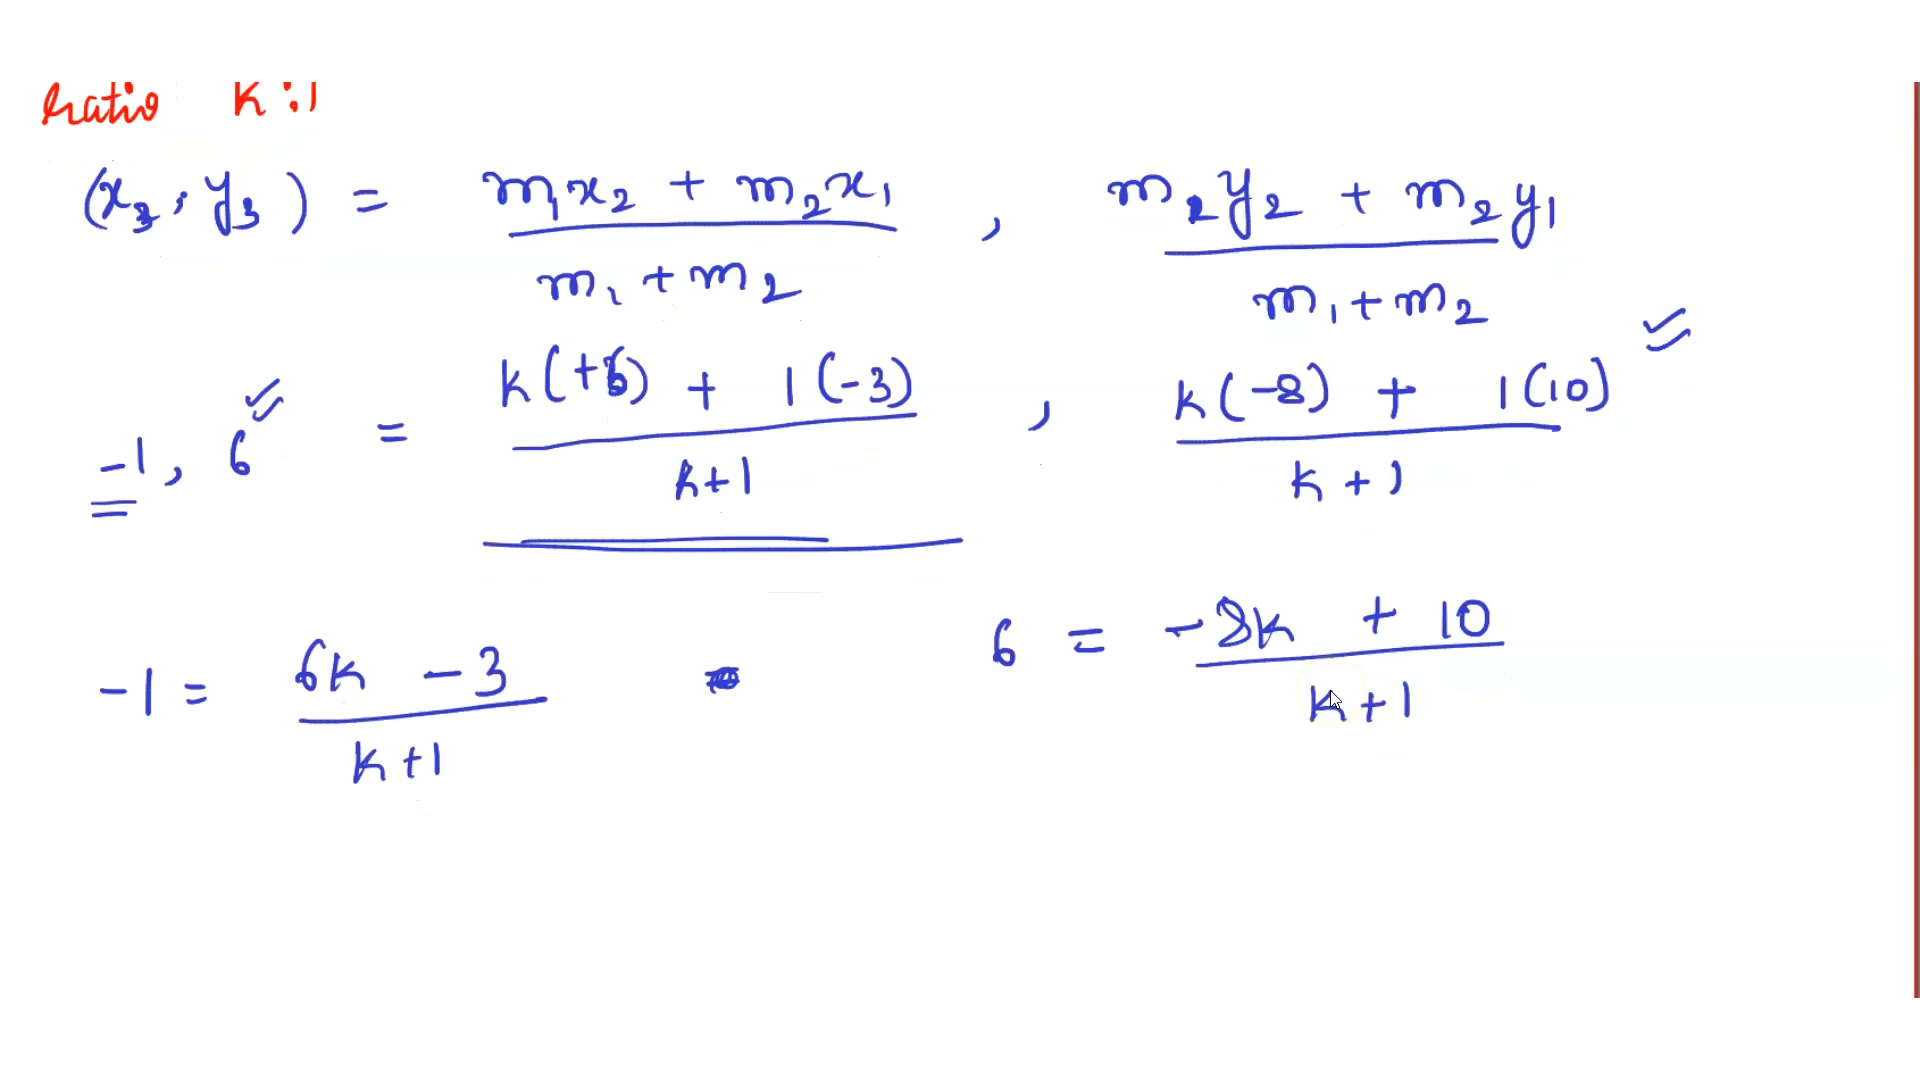 ratio K:1
(x₃, y₃) = m₁x₂ + m₂x₁ / m₁ + m₂ , m₁y₂ + m₂y₁ / m₁ + m₂
-1, 6 = k(+6) + 1(-3) / k+1 , k(-8) + 1(10) / k+1
-1 = 6k - 3 / k+1
6 = -8k + 10 / k+1